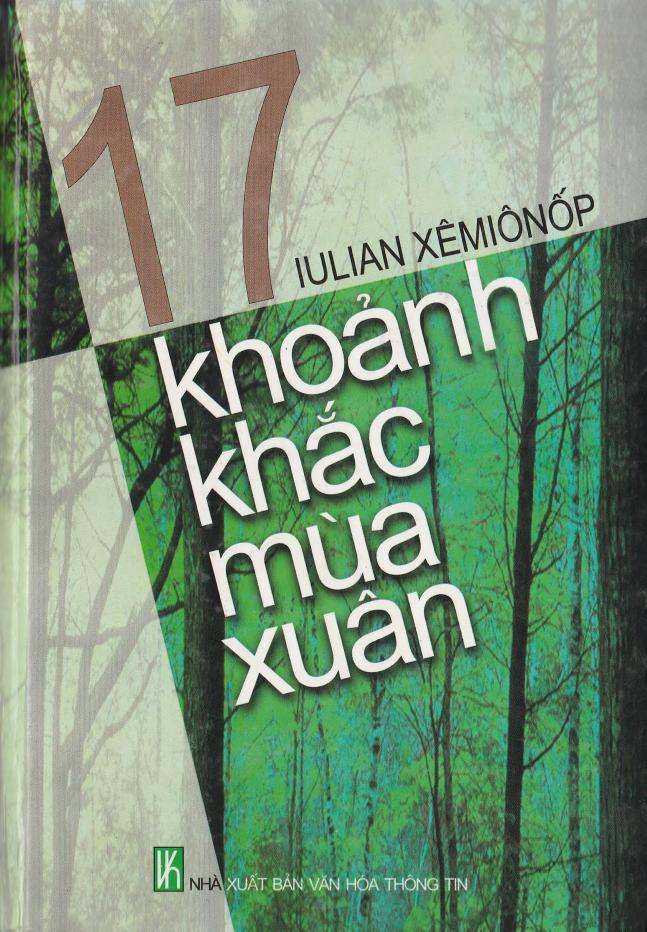 17
IULIAN XÊMIÔNỐP
khoảnh
khắc
mùa
xuân
NHÀ XUẤT BẢN VĂN HÓA THÔNG TIN